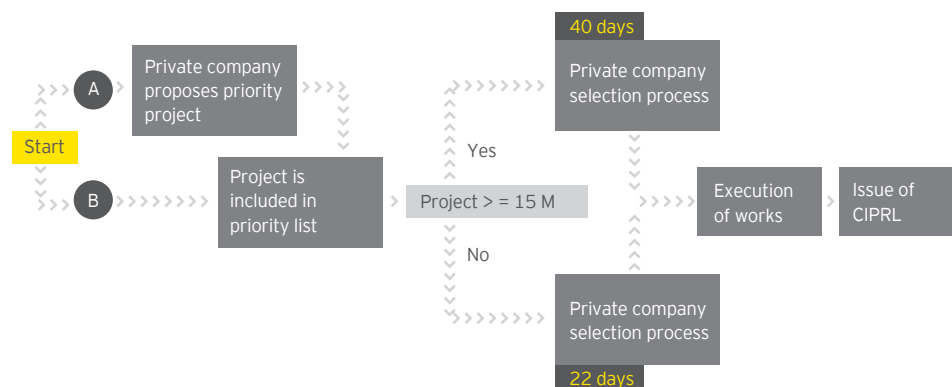 40 days
A
Private company
proposes priority
project
Private company
selection process
Start
Yes
B
Project is
included in
priority list
Project > = 15 M
Execution
of works
Issue of
CIPRL
No
Private company
selection process
22 days